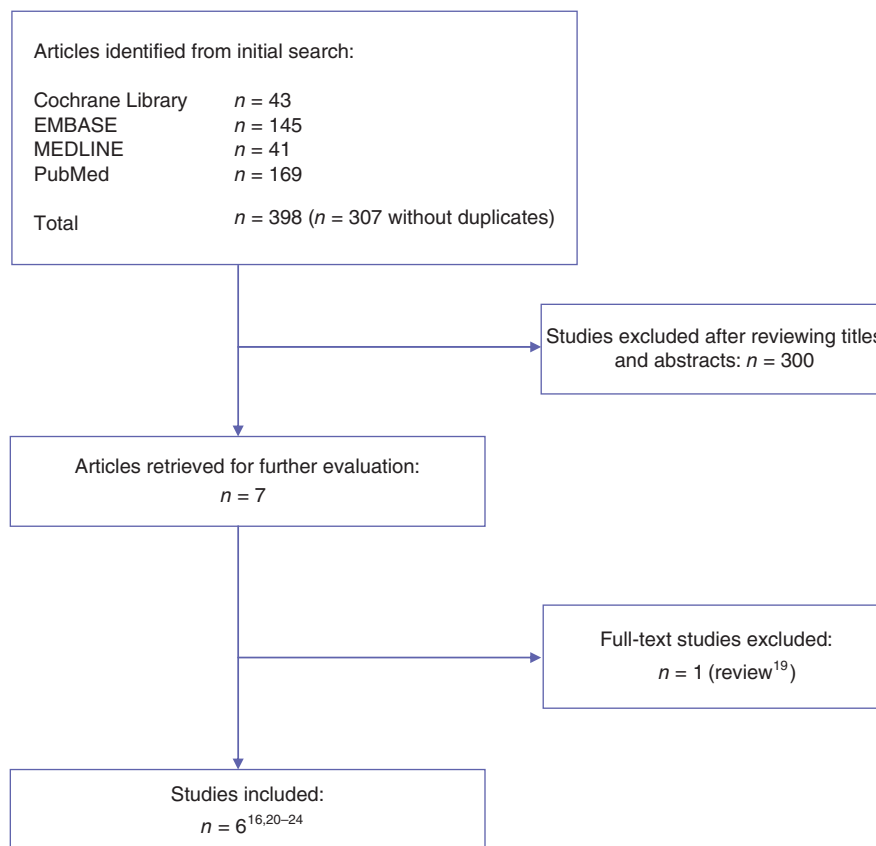 Articles identified from initial search:
Cochrane Library n = 43
EMBASE n = 145
MEDLINE n = 41
PubMed n = 169
Total n = 398 (n = 307 without duplicates)
Studies excluded after reviewing titles
and abstracts: n = 300
Articles retrieved for further evaluation:
n = 7
Full-text studies excluded:
n = 1 (review¹⁹)
Studies included:
n = 6¹⁶,²⁰–²⁴